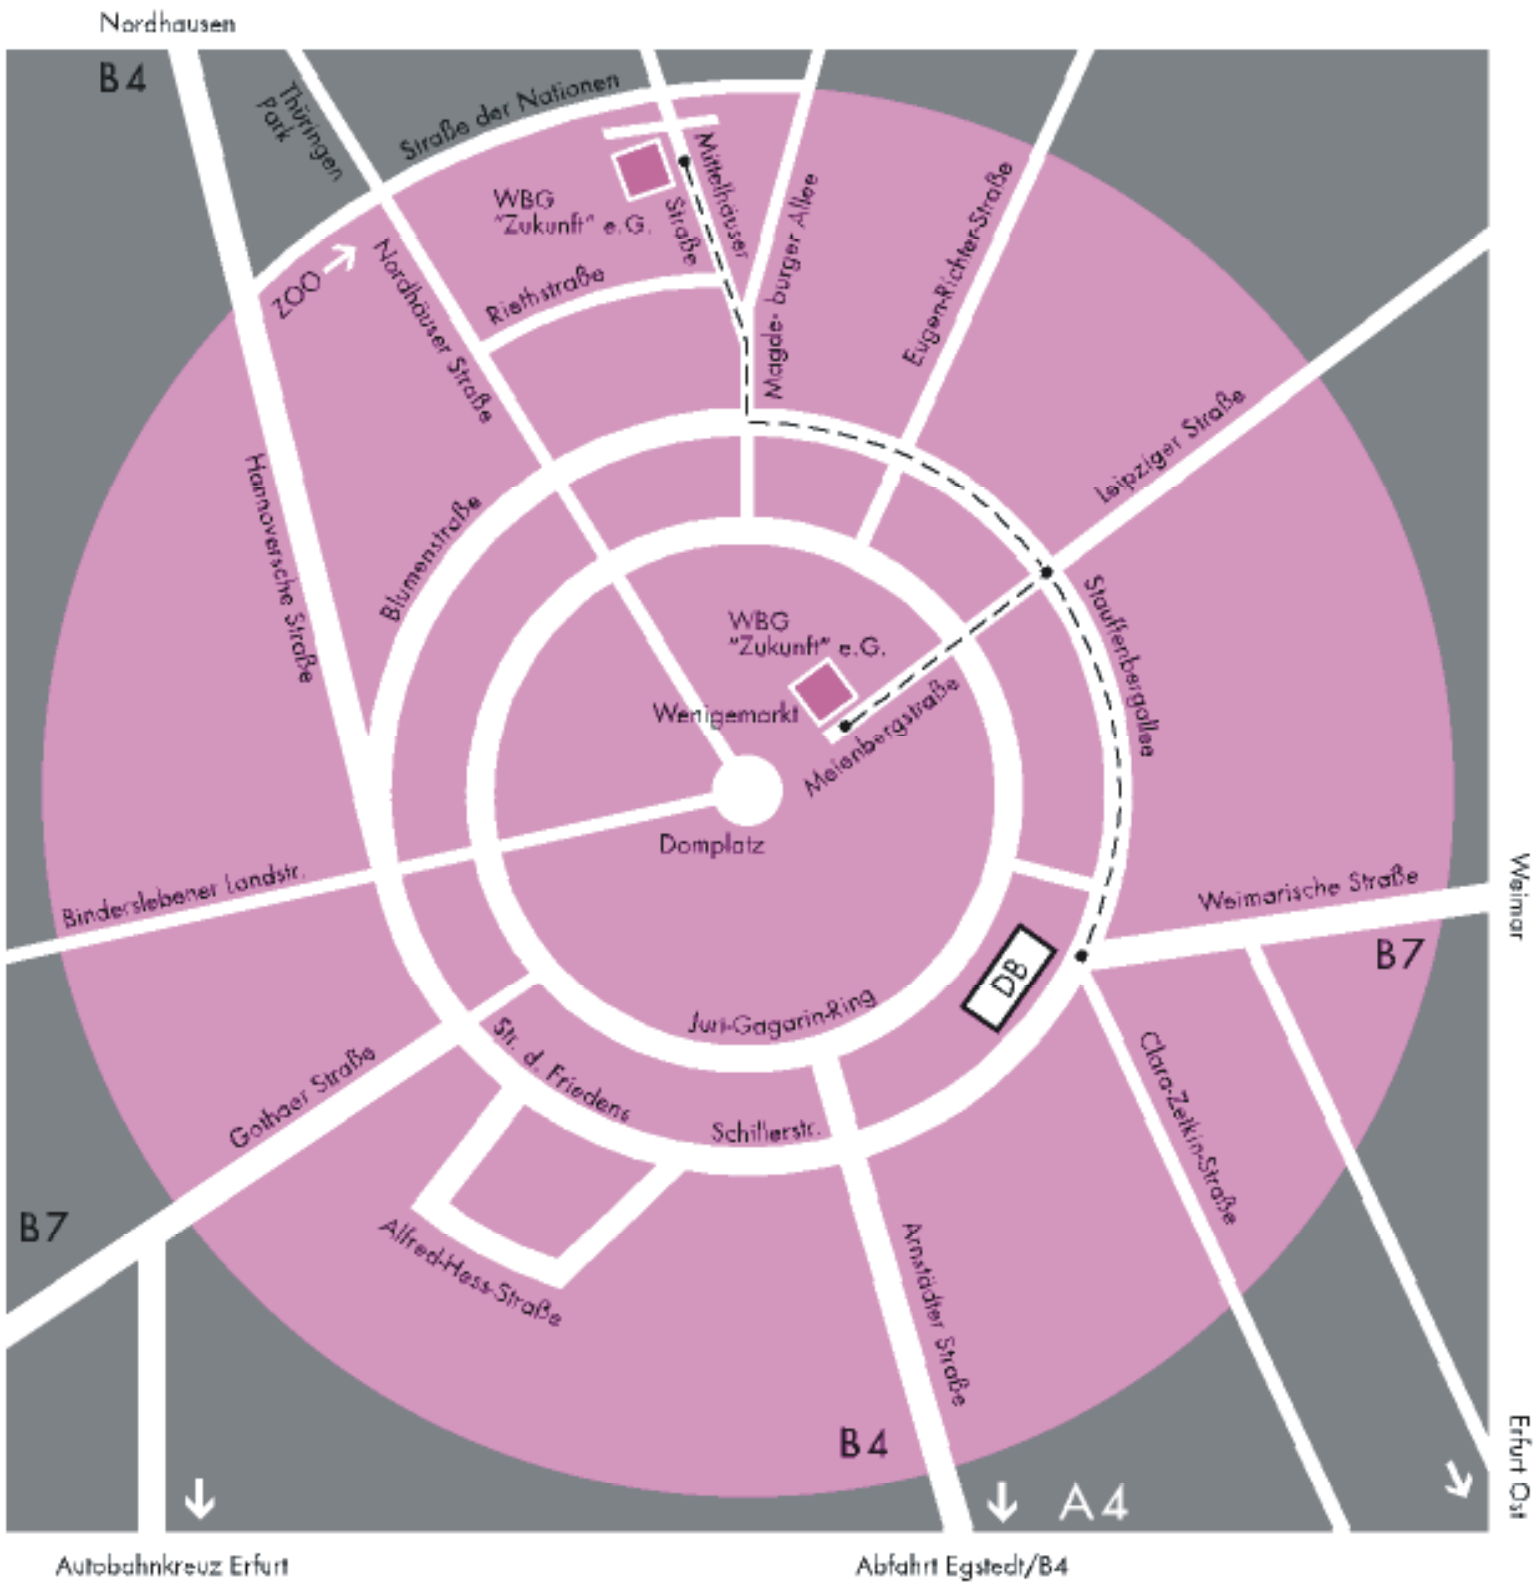 Nordhausen
B4
Thüringen
Park
Straße der Nationen
WBG
"Zukunft" e.G.
Mittelhäuser
Straße
Magde- burger Allee
Eugen-Richter-Straße
ZOO
Nordhäuser Straße
Riethstraße
Leipziger Straße
Hannoversche Straße
Blumenstraße
Stauffenbergallee
WBG
"Zukunft" e.G.
Wenigemarkt
Meienbergstraße
Domplatz
Binderslebener Landstr.
Weimarische Straße
Weimar
B7
DB
Juri-Gagarin-Ring
Str. d. Friedens
Gothaer Straße
Schillerstr.
Clara-Zetkin-Straße
B7
Alfred-Hess-Straße
Arnstädter Straße
B4
A4
Erfurt Ost
Autobahnkreuz Erfurt
Abfahrt Egstedt/B4